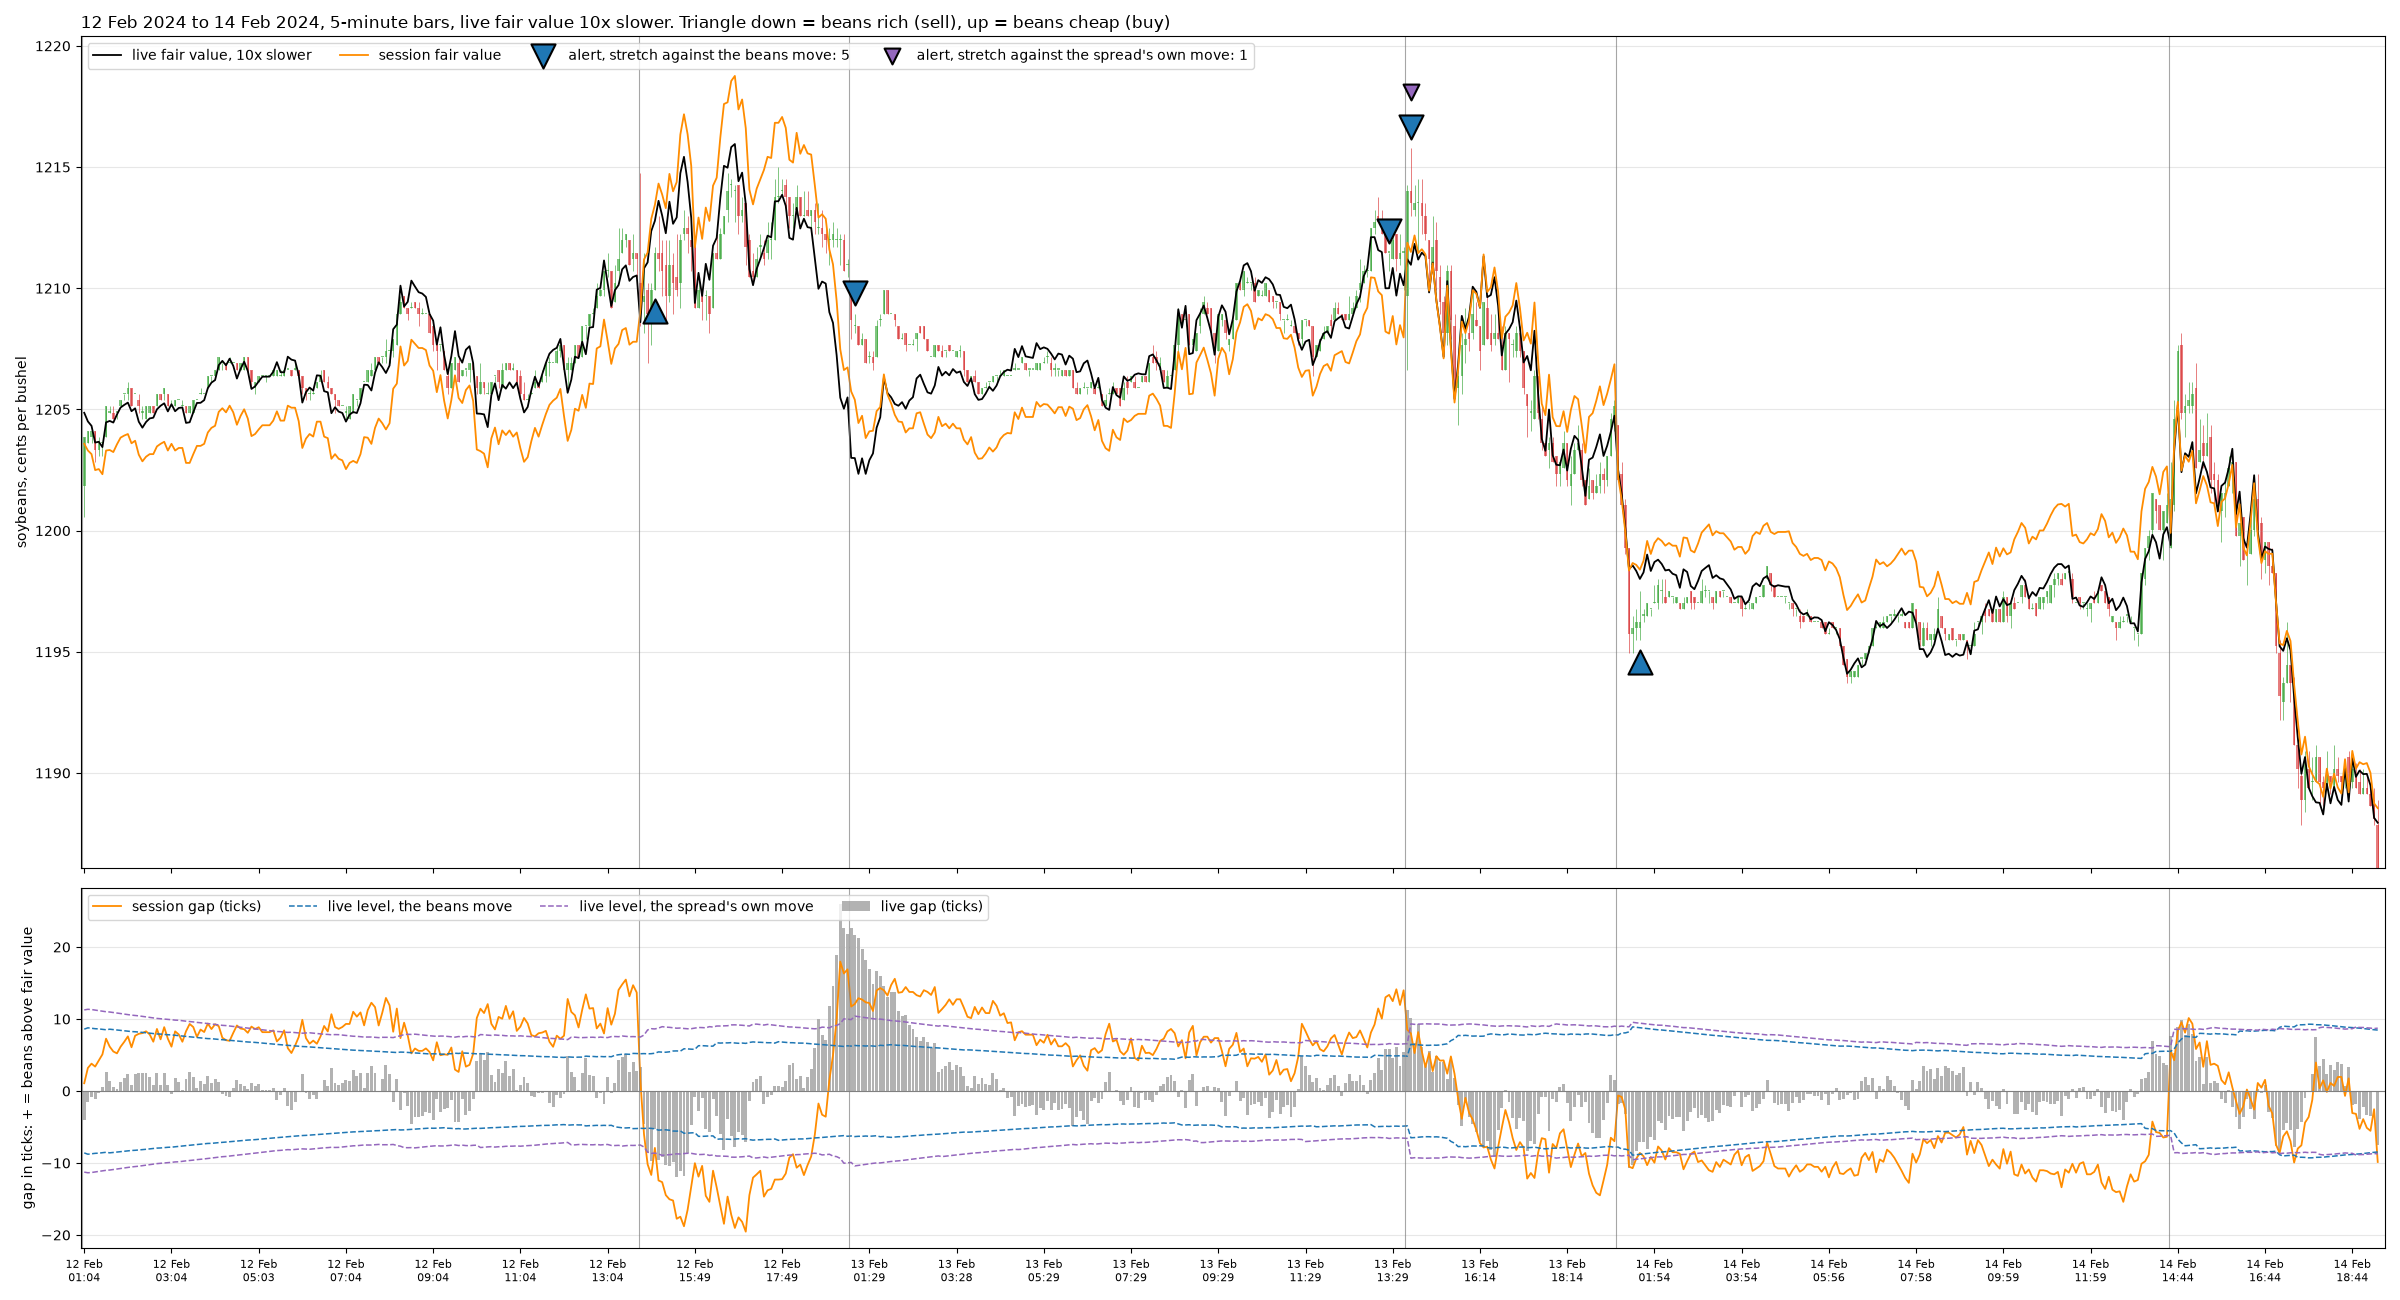 12 Feb 2024 to 14 Feb 2024, 5-minute bars, live fair value 10x slower. Triangle down = beans rich (sell), up = beans cheap (buy)
live fair value, 10x slower
session fair value
alert, stretch against the beans move: 5
alert, stretch against the spread's own move: 1
soybeans, cents per bushel
1220
1215
1210
1205
1200
1195
1190
session gap (ticks)
live level, the beans move
live level, the spread's own move
live gap (ticks)
gap in ticks: + = beans above fair value
20
10
0
−10
−20
12 Feb
01:04
12 Feb
03:04
12 Feb
05:03
12 Feb
07:04
12 Feb
09:04
12 Feb
11:04
12 Feb
13:04
12 Feb
15:49
12 Feb
17:49
13 Feb
01:29
13 Feb
03:28
13 Feb
05:29
13 Feb
07:29
13 Feb
09:29
13 Feb
11:29
13 Feb
13:29
13 Feb
16:14
13 Feb
18:14
14 Feb
01:54
14 Feb
03:54
14 Feb
05:56
14 Feb
07:58
14 Feb
09:59
14 Feb
11:59
14 Feb
14:44
14 Feb
16:44
14 Feb
18:44